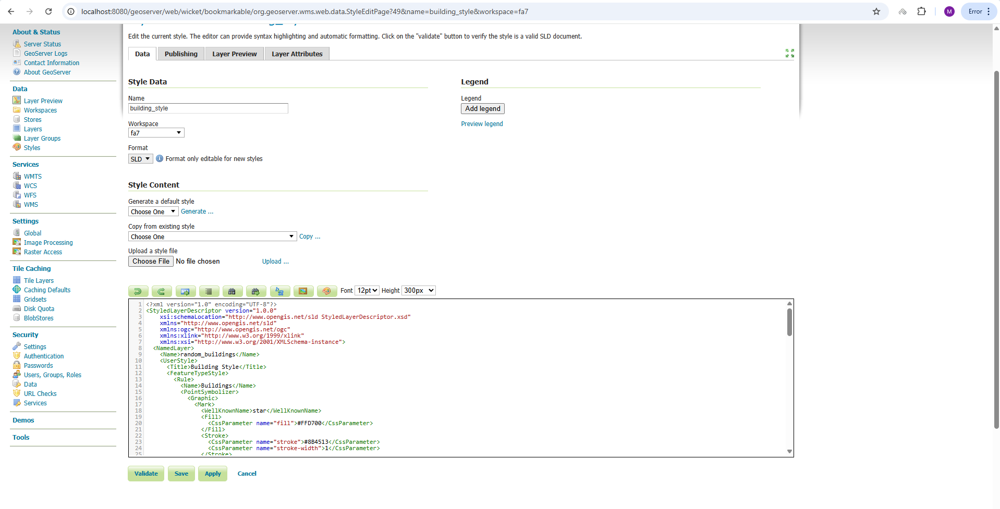 localhost:8080/geoserver/web/wicket/bookmarkable/org.geoserver.wms.web.data.StyleEditPage?49&name=building_style&workspace=fa7
M
Error
About & Status
Server Status
GeoServer Logs
Contact Information
About GeoServer
Data
Layer Preview
Workspaces
Stores
Layers
Layer Groups
Styles
Services
WMTS
WCS
WFS
WMS
Settings
Global
Image Processing
Raster Access
Tile Caching
Tile Layers
Caching Defaults
Gridsets
Disk Quota
BlobStores
Security
Settings
Authentication
Passwords
Users, Groups, Roles
Data
URL Checks
Services
Demos
Tools
Edit the current style. The editor can provide syntax highlighting and automatic formatting. Click on the "validate" button to verify the style is a valid SLD document.
Data Publishing Layer Preview Layer Attributes
Style Data
Name
building_style
Workspace
fa7
Format
SLD Format only editable for new styles
Legend
Legend
Add legend
Preview legend
Style Content
Generate a default style
Choose One Generate ...
Copy from existing style
Choose One Copy ...
Upload a style file
Choose File No file chosen Upload ...
Font 12pt Height 300px
1 <?xml version="1.0" encoding="UTF-8"?>
2 <StyledLayerDescriptor version="1.0.0"
3 xsi:schemaLocation="http://www.opengis.net/sld StyledLayerDescriptor.xsd"
4 xmlns="http://www.opengis.net/sld"
5 xmlns:ogc="http://www.opengis.net/ogc"
6 xmlns:xlink="http://www.w3.org/1999/xlink"
7 xmlns:xsi="http://www.w3.org/2001/XMLSchema-instance">
8 <NamedLayer>
9 <Name>random_buildings</Name>
10 <UserStyle>
11 <Title>Building Style</Title>
12 <FeatureTypeStyle>
13 <Rule>
14 <Name>Buildings</Name>
15 <PointSymbolizer>
16 <Graphic>
17 <Mark>
18 <WellKnownName>star</WellKnownName>
19 <Fill>
20 <CssParameter name="fill">#FFD700</CssParameter>
21 </Fill>
22 <Stroke>
23 <CssParameter name="stroke">#8B4513</CssParameter>
24 <CssParameter name="stroke-width">1</CssParameter>
25 </Stroke>
Validate Save Apply Cancel